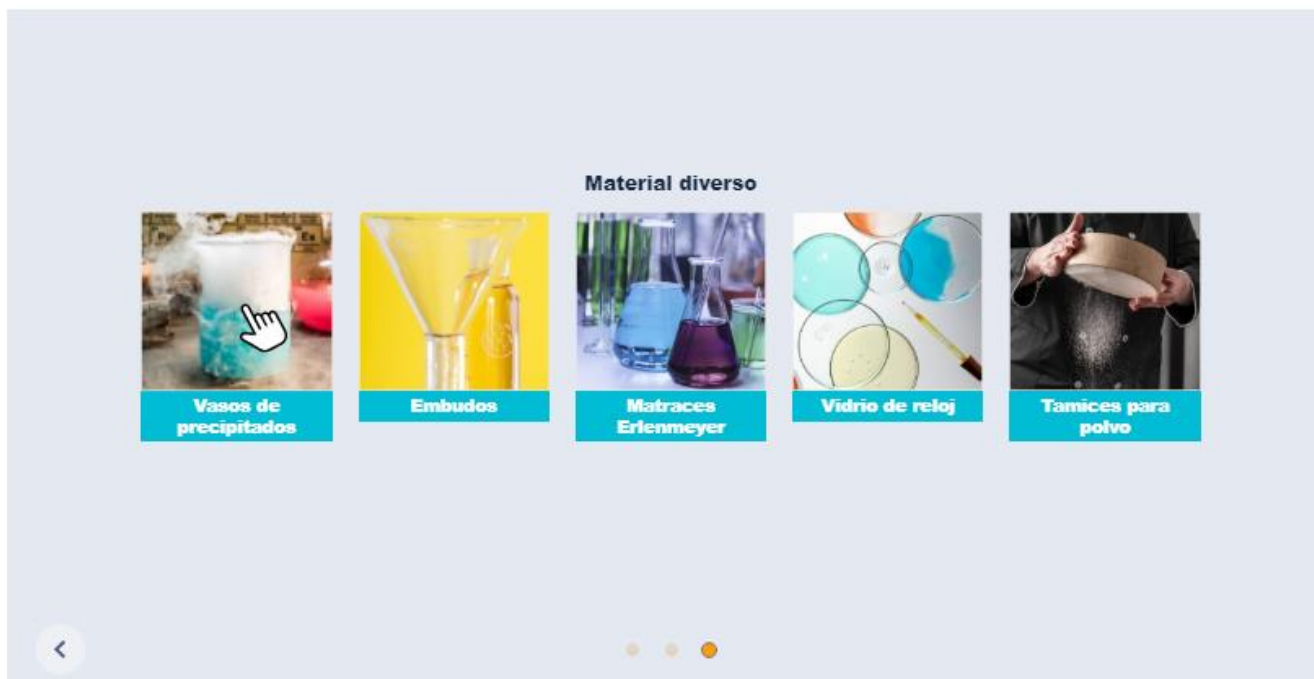 Material diverso
Vasos de
precipitados
Embudos
Matraces
Erlenmeyer
Vidrio de reloj
Tamices para
polvo